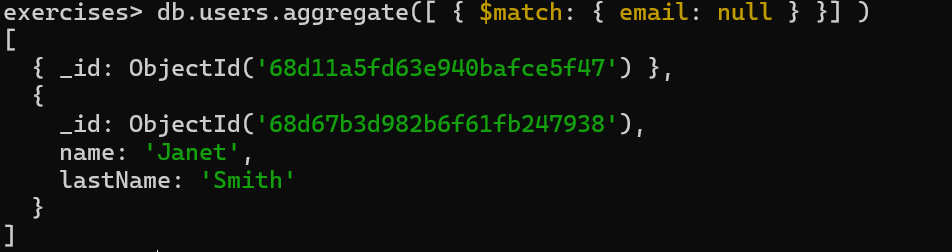 exercises> db.users.aggregate([ { $match: { email: null } }] )
[
  { _id: ObjectId('68d11a5fd63e940bafce5f47') },
  {
    _id: ObjectId('68d67b3d982b6f61fb247938'),
    name: 'Janet',
    lastName: 'Smith'
  }
]